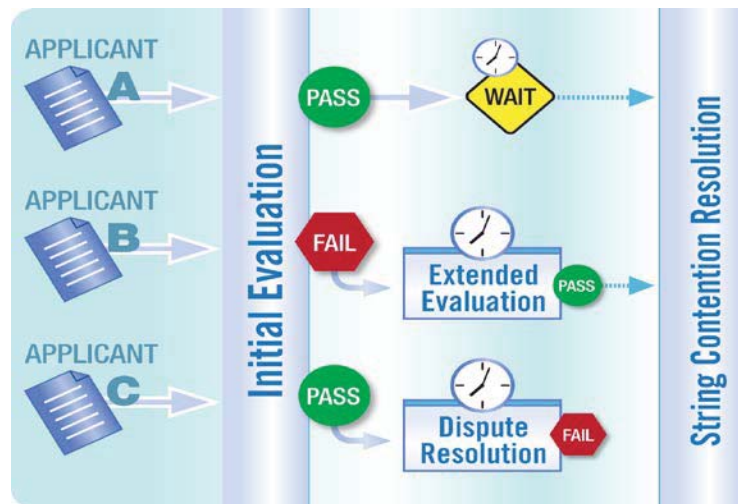 APPLICANT
A
PASS
WAIT
APPLICANT
B
FAIL
Extended
Evaluation
PASS
APPLICANT
C
PASS
Dispute
Resolution
FAIL
Initial Evaluation
String Contention Resolution